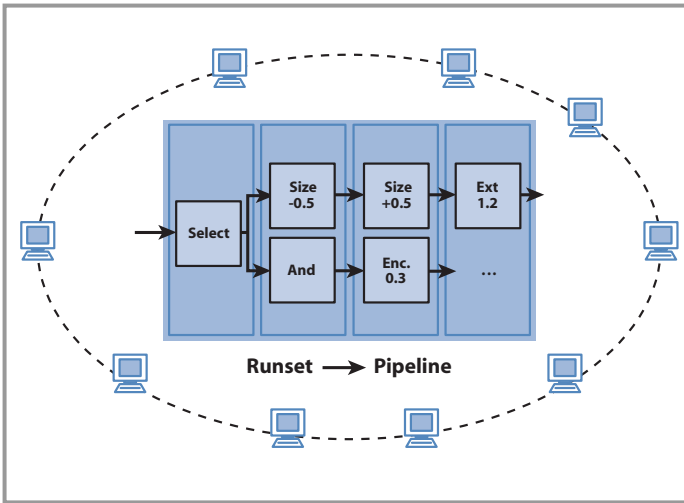 Select
Size
-0.5
Size
+0.5
Ext
1.2
And
Enc.
0.3
...
Runset → Pipeline